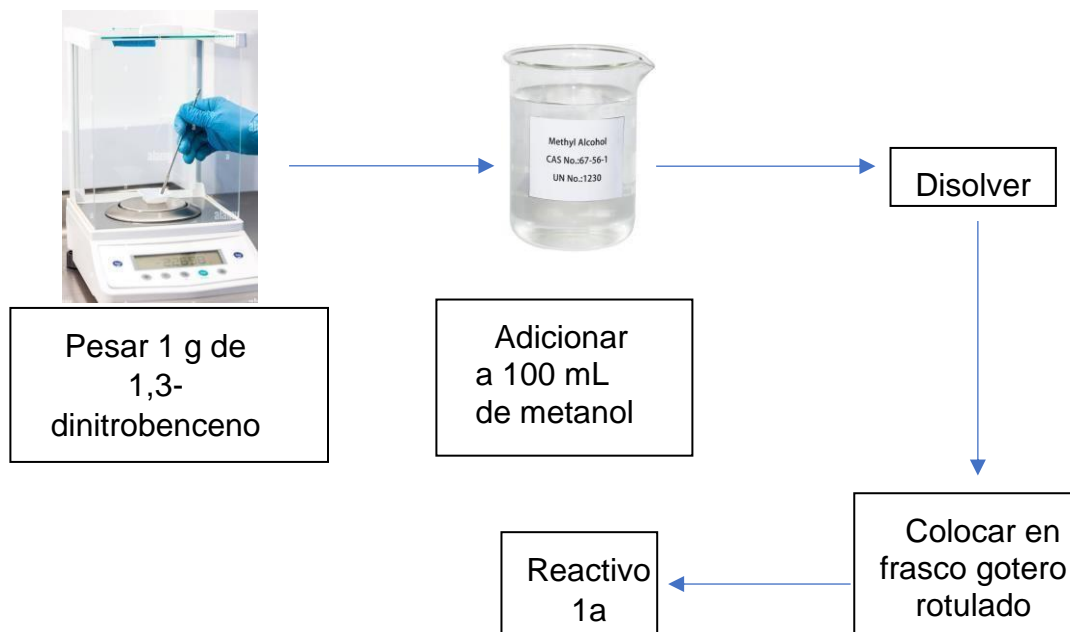 Methyl Alcohol
CAS No.:67-56-1
UN No.:1230
Disolver
Pesar 1 g de
1,3-
dinitrobenceno
Adicionar
a 100 mL
de metanol
Colocar en
frasco gotero
rotulado
Reactivo
1a